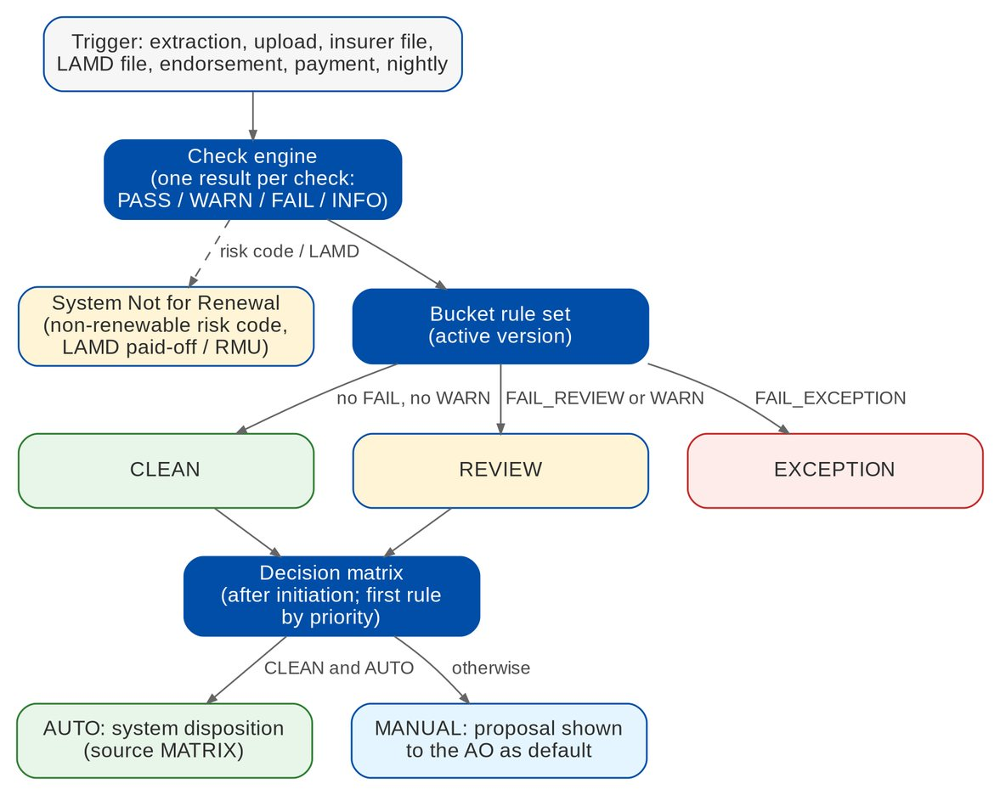 Trigger: extraction, upload, insurer file,
LAMD file, endorsement, payment, nightly
Check engine
(one result per check:
PASS / WARN / FAIL / INFO)
risk code / LAMD
System Not for Renewal
(non-renewable risk code,
LAMD paid-off / RMU)
Bucket rule set
(active version)
no FAIL, no WARN
FAIL_REVIEW or WARN
FAIL_EXCEPTION
CLEAN
REVIEW
EXCEPTION
Decision matrix
(after initiation; first rule
by priority)
CLEAN and AUTO
otherwise
AUTO: system disposition
(source MATRIX)
MANUAL: proposal shown
to the AO as default